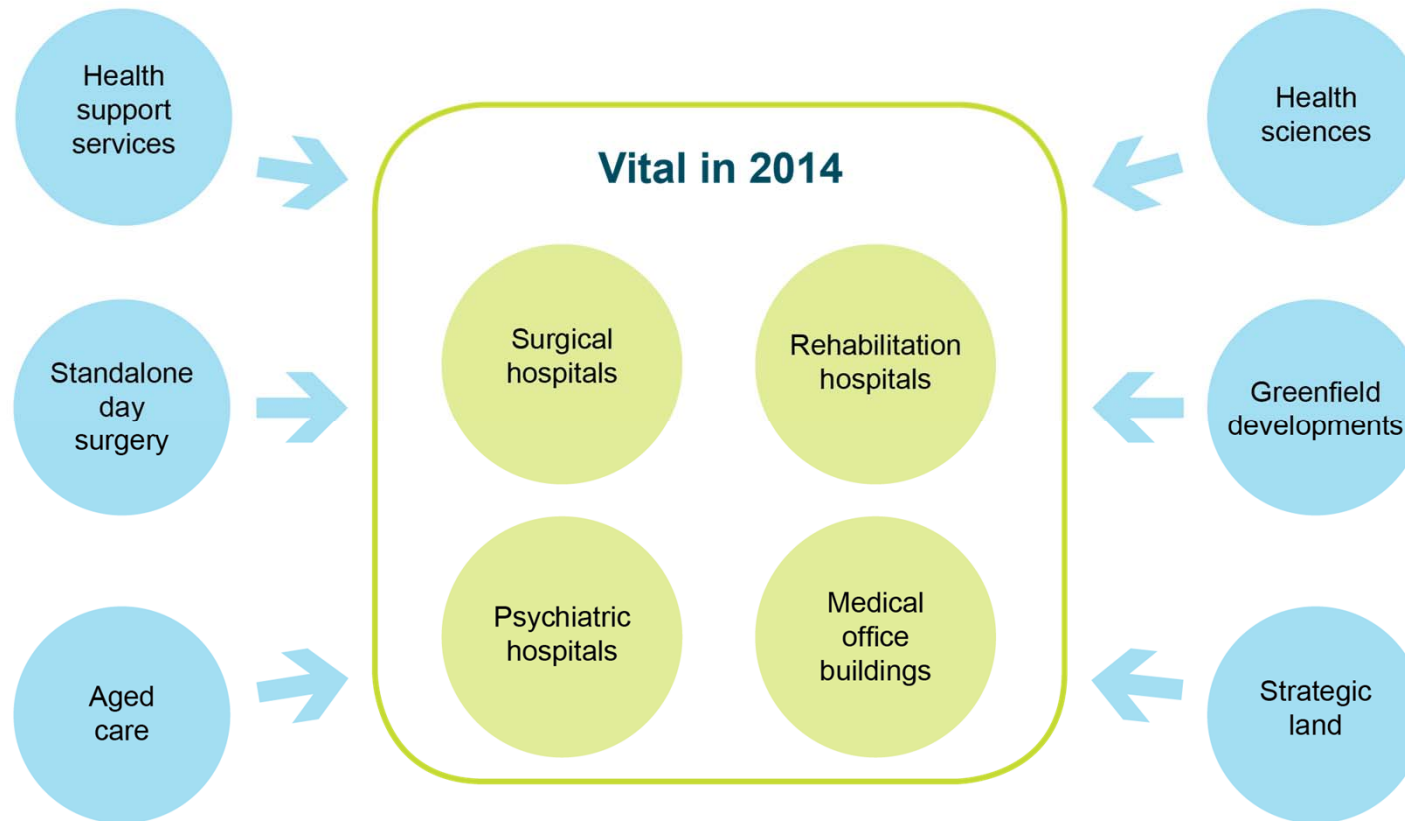 Health
support
services
Standalone
day
surgery
Aged
care
Vital in 2014
Surgical
hospitals
Rehabilitation
hospitals
Psychiatric
hospitals
Medical
office
buildings
Health
sciences
Greenfield
developments
Strategic
land